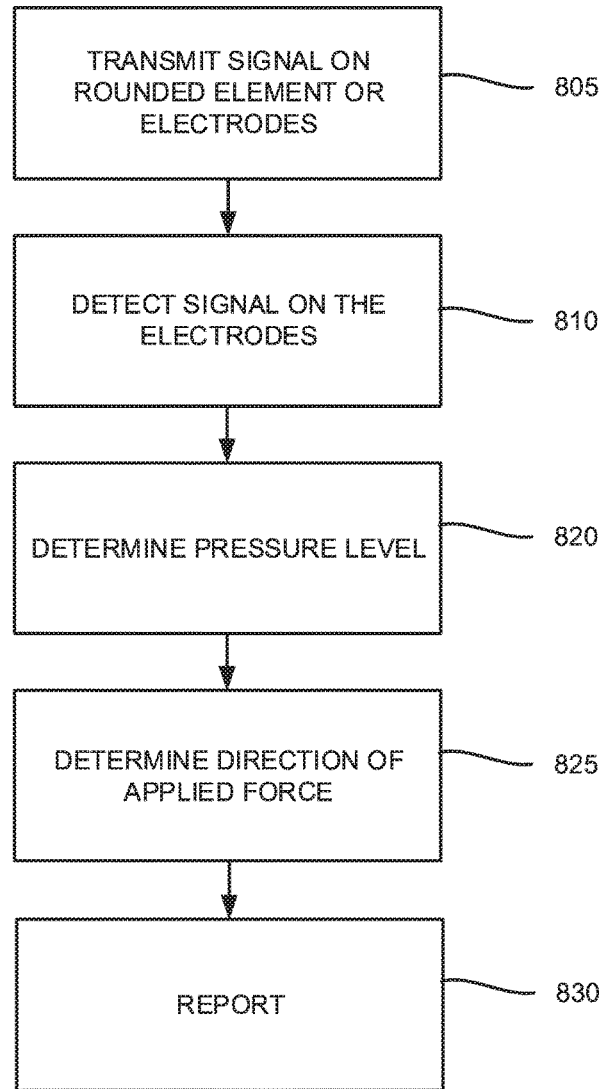 TRANSMIT SIGNAL ON
ROUNDED ELEMENT OR
ELECTRODES
805
DETECT SIGNAL ON THE
ELECTRODES
810
DETERMINE PRESSURE LEVEL
820
DETERMINE DIRECTION OF
APPLIED FORCE
825
REPORT
830